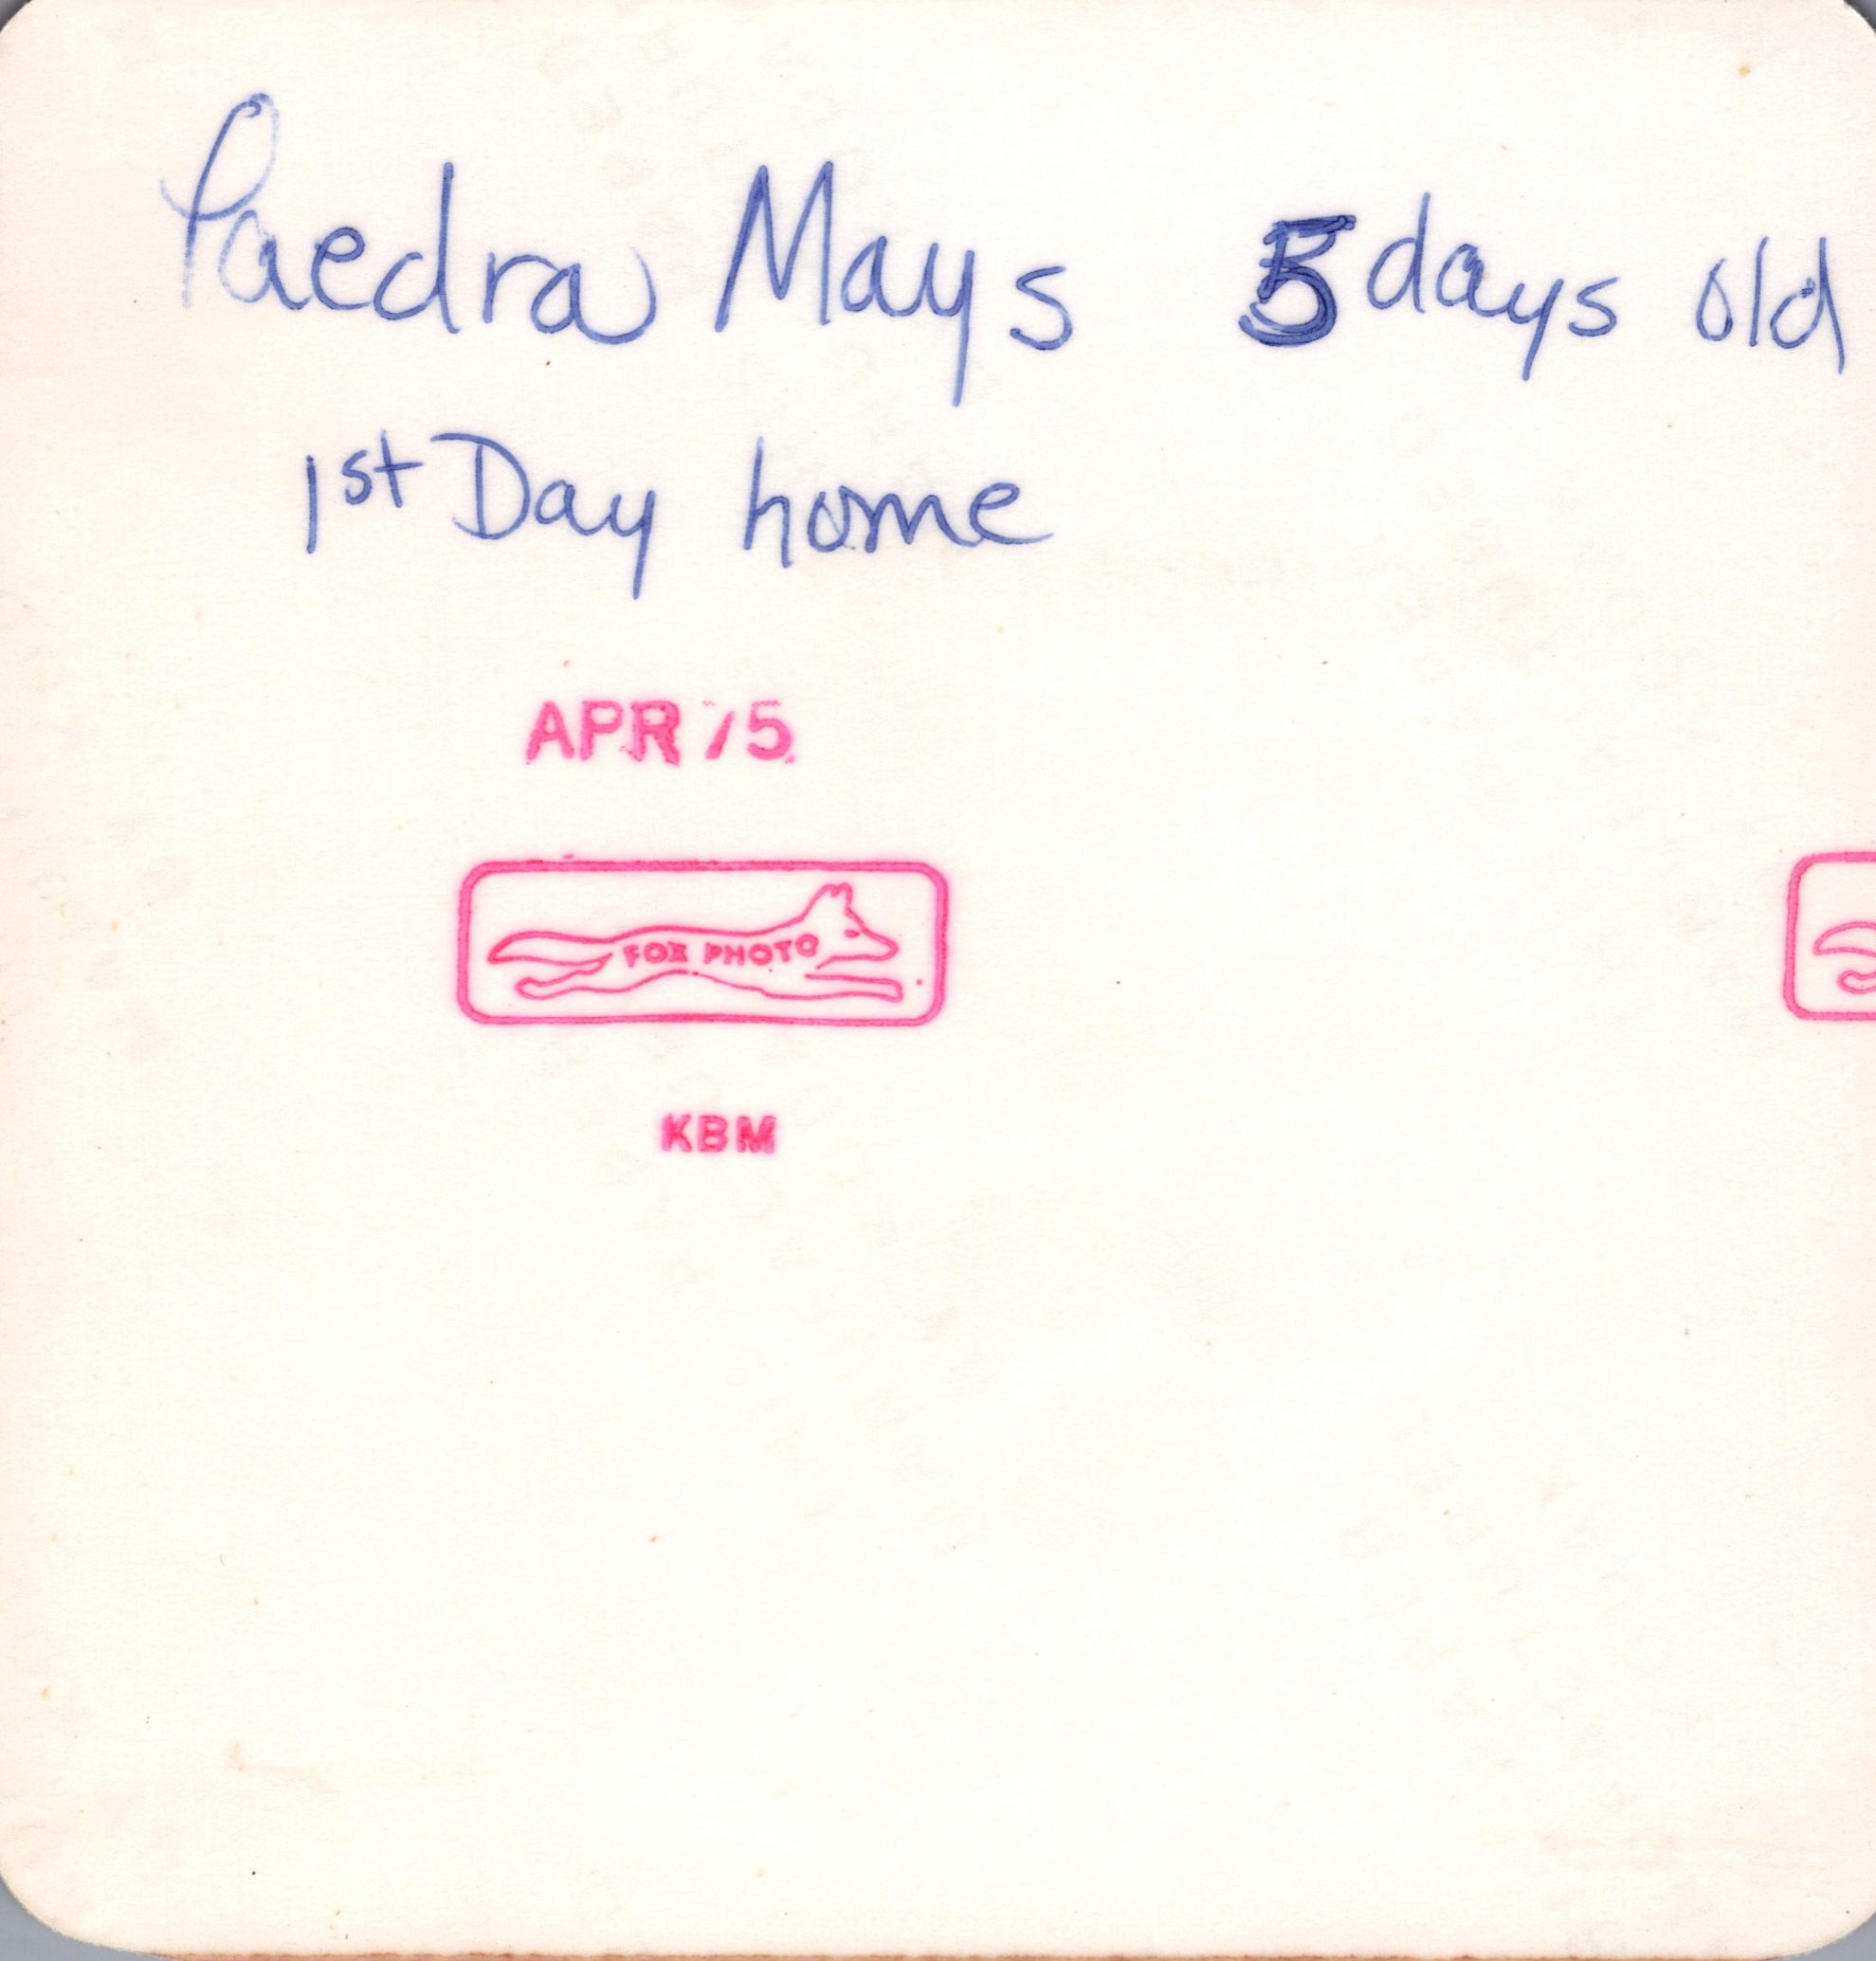 Paedra Mays 5 days old
1st Day home
APR 75
FOX PHOTO
KBM